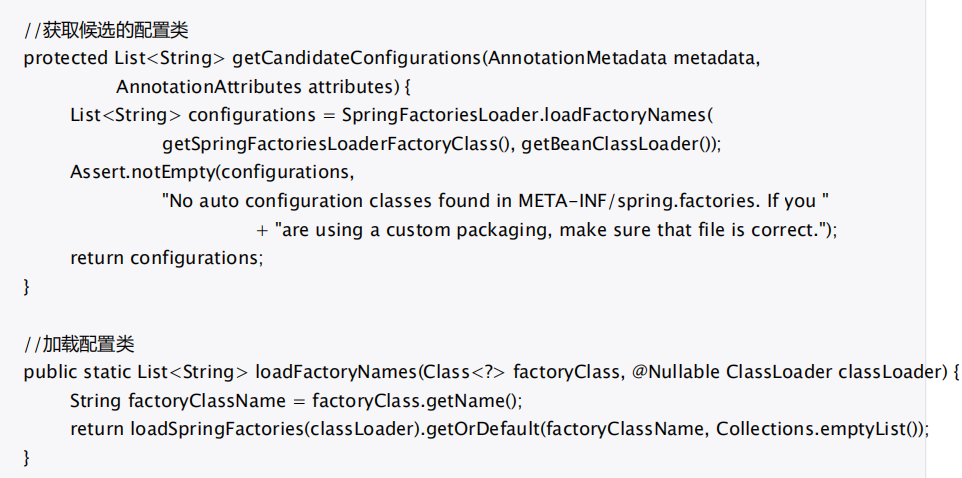 //获取候选的配置类
protected List<String> getCandidateConfigurations(AnnotationMetadata metadata,
AnnotationAttributes attributes) {
List<String> configurations = SpringFactoriesLoader.loadFactoryNames(
getSpringFactoriesLoaderFactoryClass(), getBeanClassLoader());
Assert.notEmpty(configurations,
"No auto configuration classes found in META-INF/spring.factories. If you "
+ "are using a custom packaging, make sure that file is correct.");
return configurations;
}
//加载配置类
public static List<String> loadFactoryNames(Class<?> factoryClass, @Nullable ClassLoader classLoader) {
String factoryClassName = factoryClass.getName();
return loadSpringFactories(classLoader).getOrDefault(factoryClassName, Collections.emptyList());
}